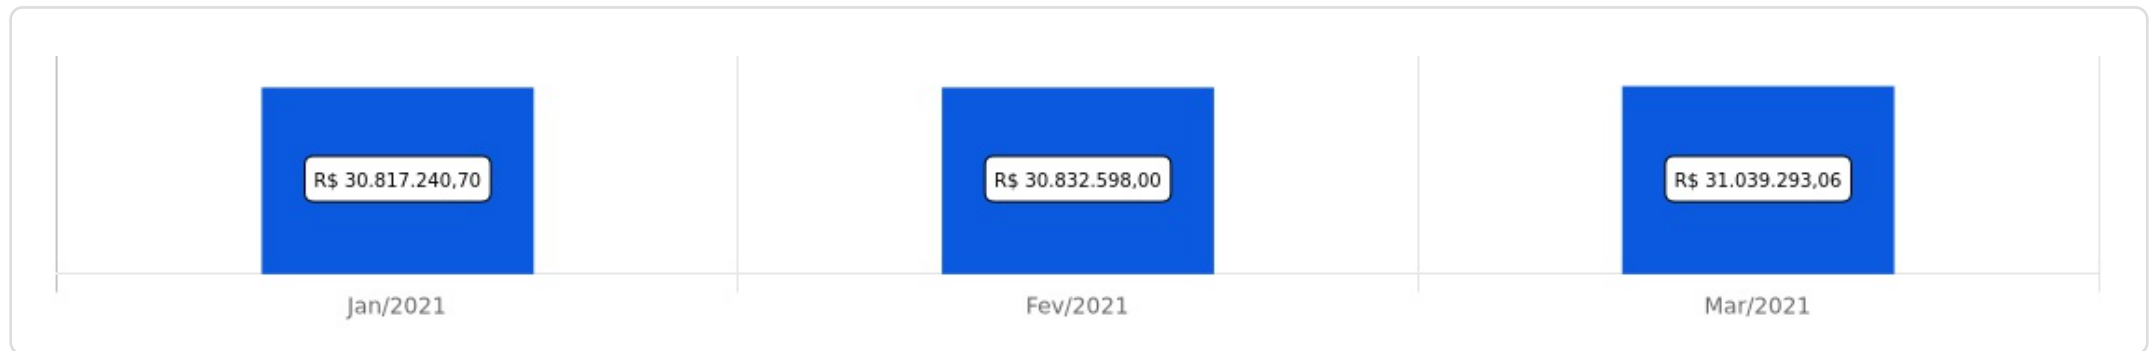 R$ 30.817.240,70
R$ 30.832.598,00
R$ 31.039.293,06
Jan/2021
Fev/2021
Mar/2021